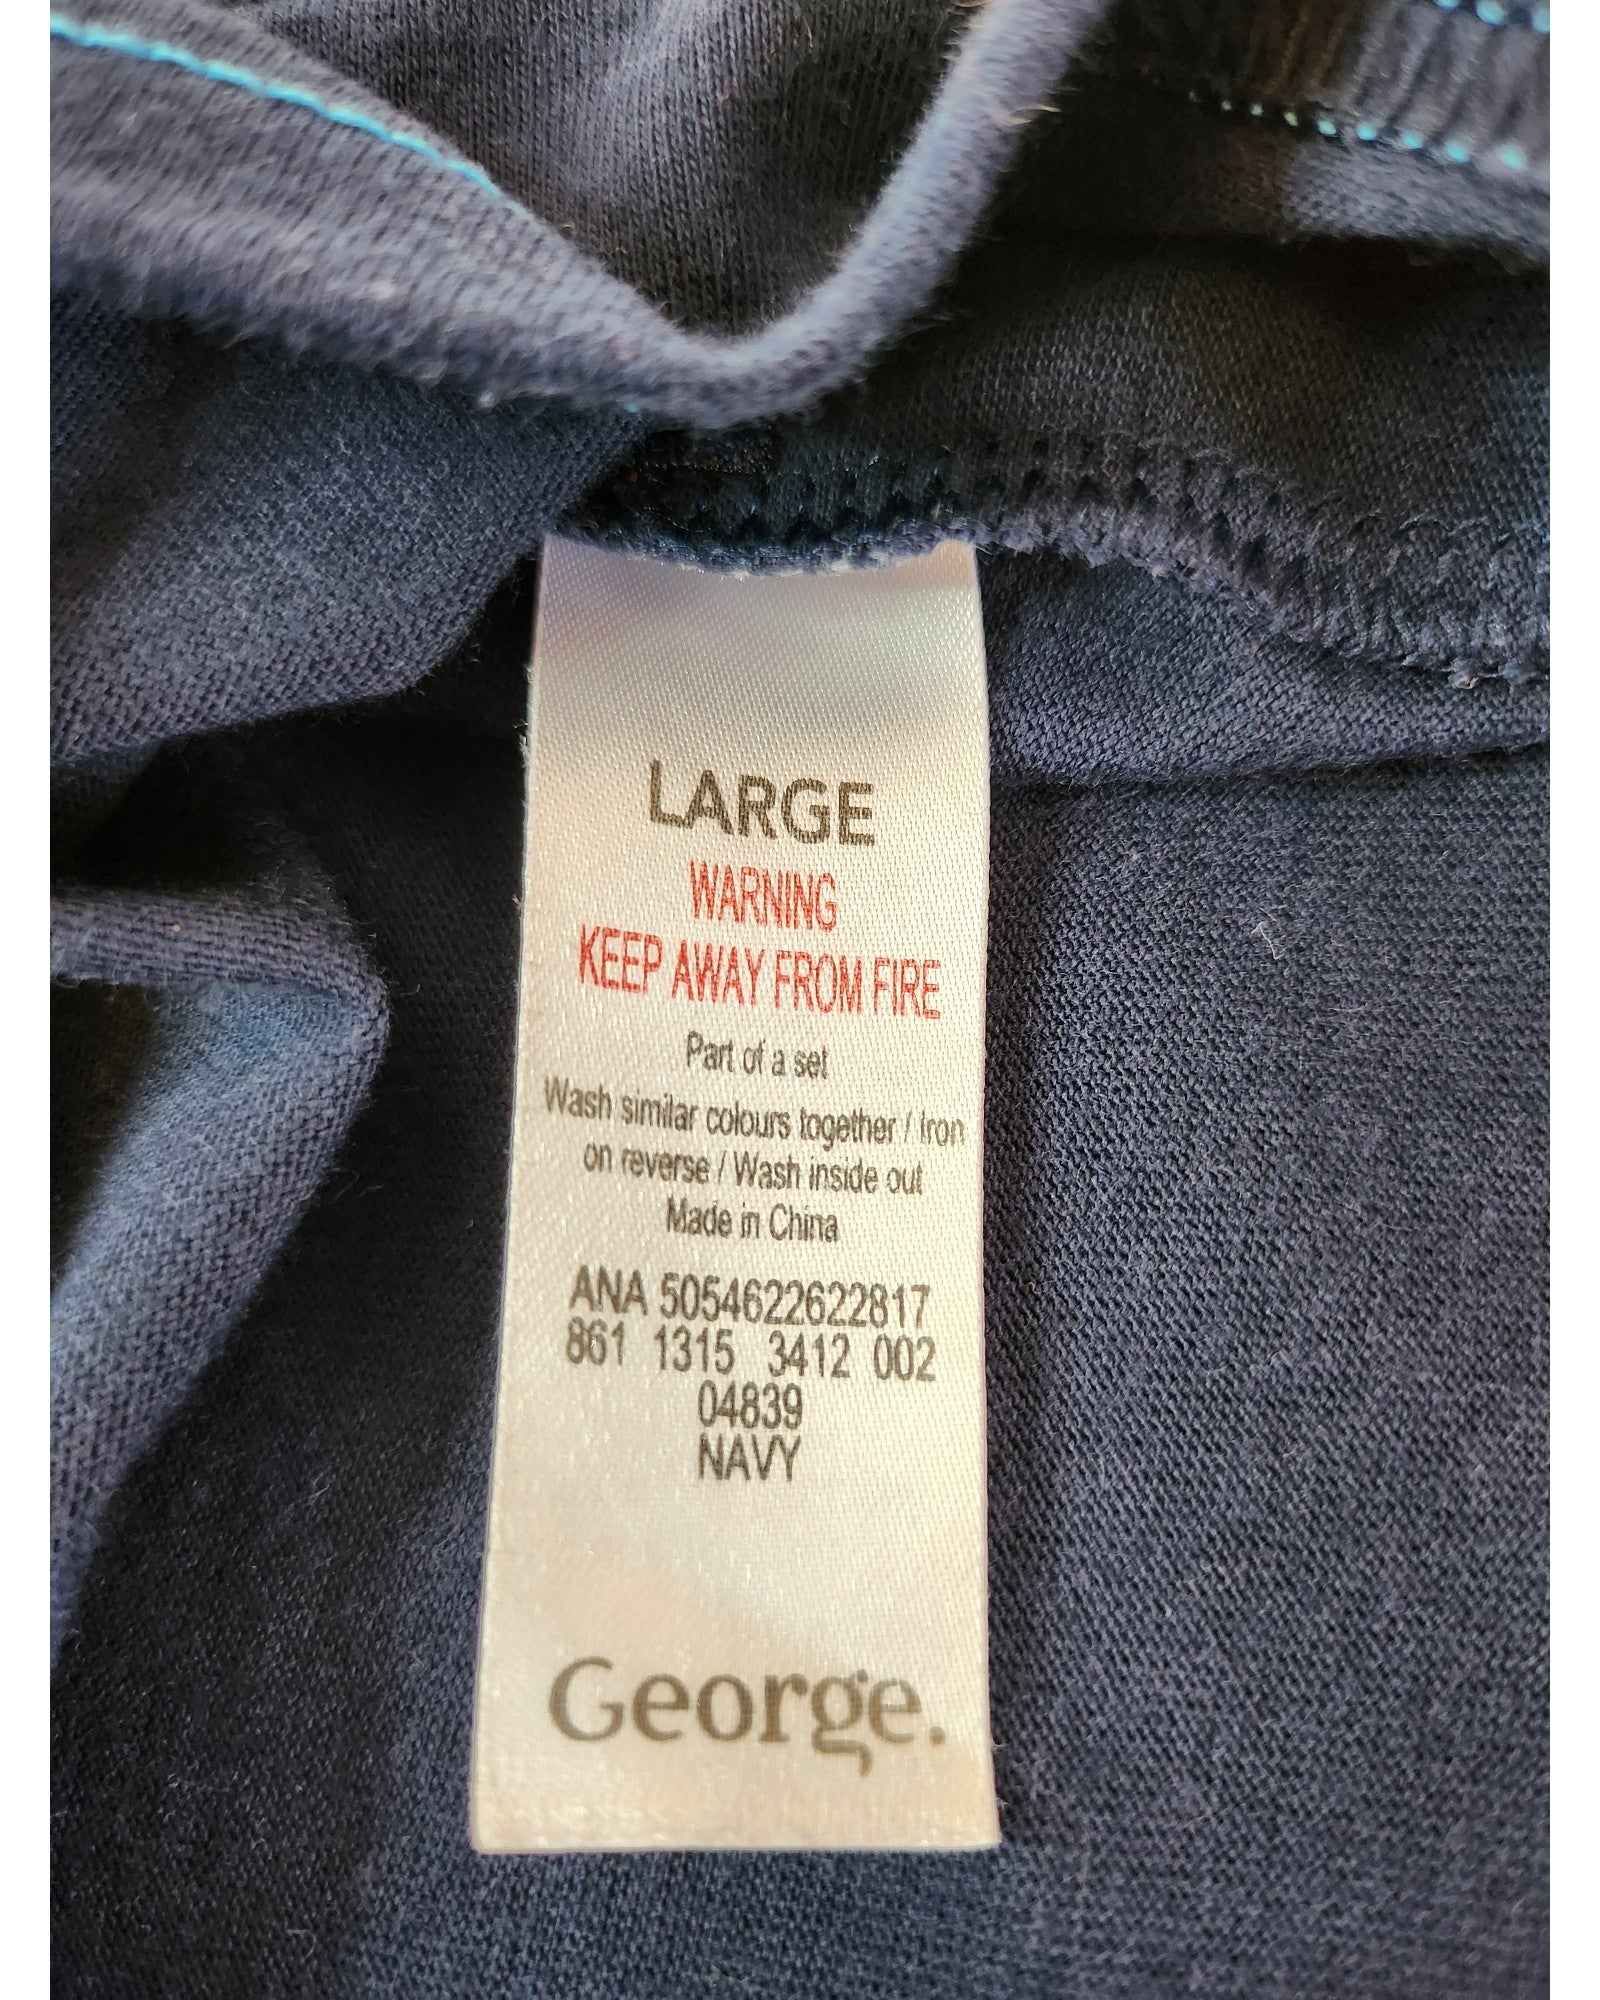 LARGE
WARNING
KEEP AWAY FROM FIRE
Part of a set
Wash similar colours together / Iron
on reverse / Wash inside out
Made in China
ANA 5054622622817
861 1315 3412 002
04839
NAVY
George.